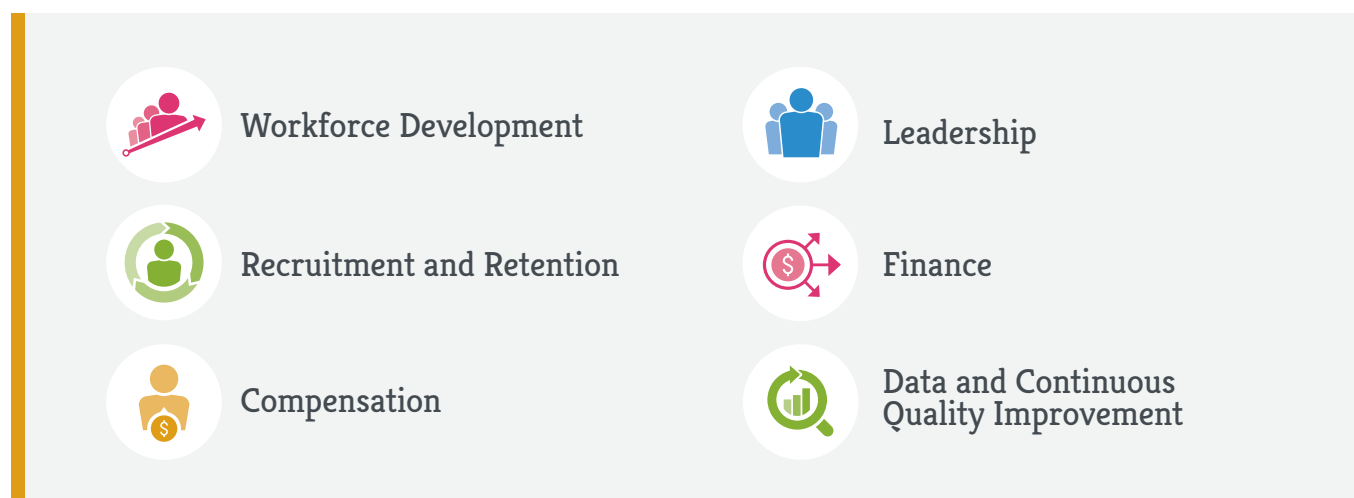 Workforce Development
Recruitment and Retention
Compensation
$
Leadership
Finance
$
Data and Continuous
Quality Improvement